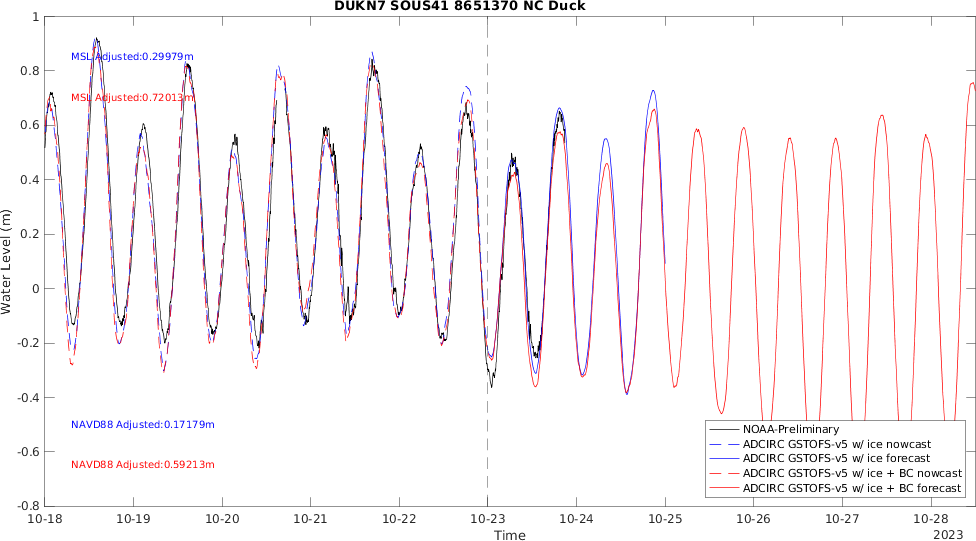 DUKN7 SOUS41 8651370 NC Duck
1
0.8
0.6
0.4
0.2
0
-0.2
-0.4
-0.6
-0.8
Water Level (m)
MSL Adjusted:0.29979m
MSL Adjusted:0.72013m
NAVD88 Adjusted:0.17179m
NAVD88 Adjusted:0.59213m
NOAA-Preliminary
ADCIRC GSTOFS-v5 w/ ice nowcast
ADCIRC GSTOFS-v5 w/ ice forecast
ADCIRC GSTOFS-v5 w/ ice + BC nowcast
ADCIRC GSTOFS-v5 w/ ice + BC forecast
10-18 10-19 10-20 10-21 10-22 10-23 10-24 10-25 10-26 10-27 10-28
Time
2023